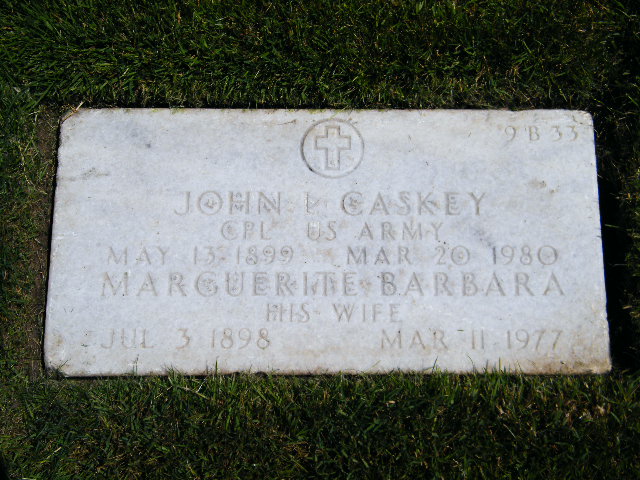 9 B 33
JOHN L CASKEY
CPL US ARMY
MAY 13 1899 MAR 20 1980
MARGUERITE BARBARA
HIS WIFE
JUL 3 1898 MAR 11 1977